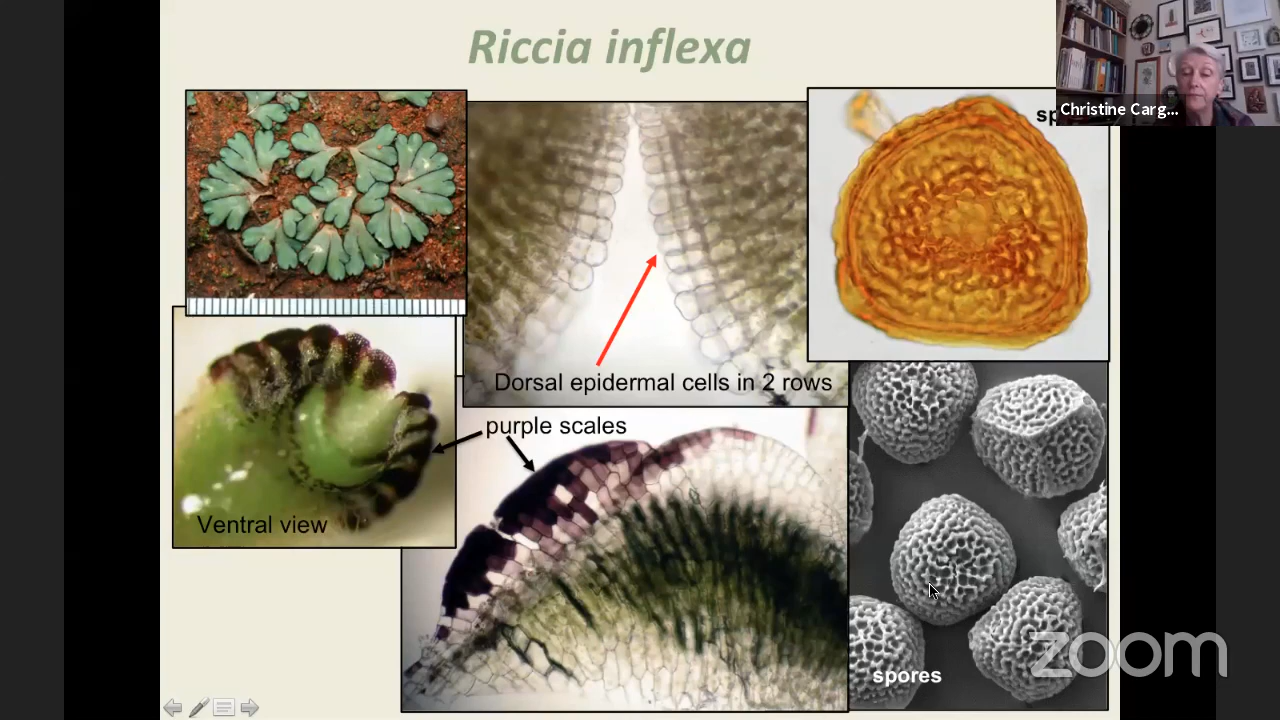 Riccia inflexa
Christine Carg...
sp
Dorsal epidermal cells in 2 rows
purple scales
Ventral view
spores
zoom